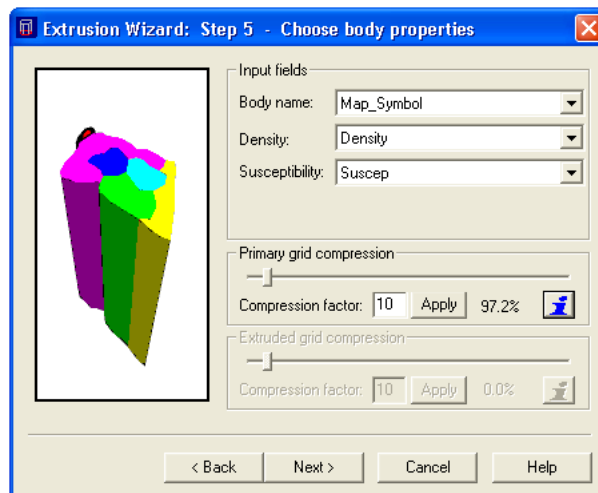 Extrusion Wizard: Step 5 - Choose body properties
Input fields
Body name: Map_Symbol
Density: Density
Susceptibility: Suscep
Primary grid compression
Compression factor: 10 Apply 97.2%
Extruded grid compression
Compression factor: 10 Apply 0.0%
< Back Next > Cancel Help